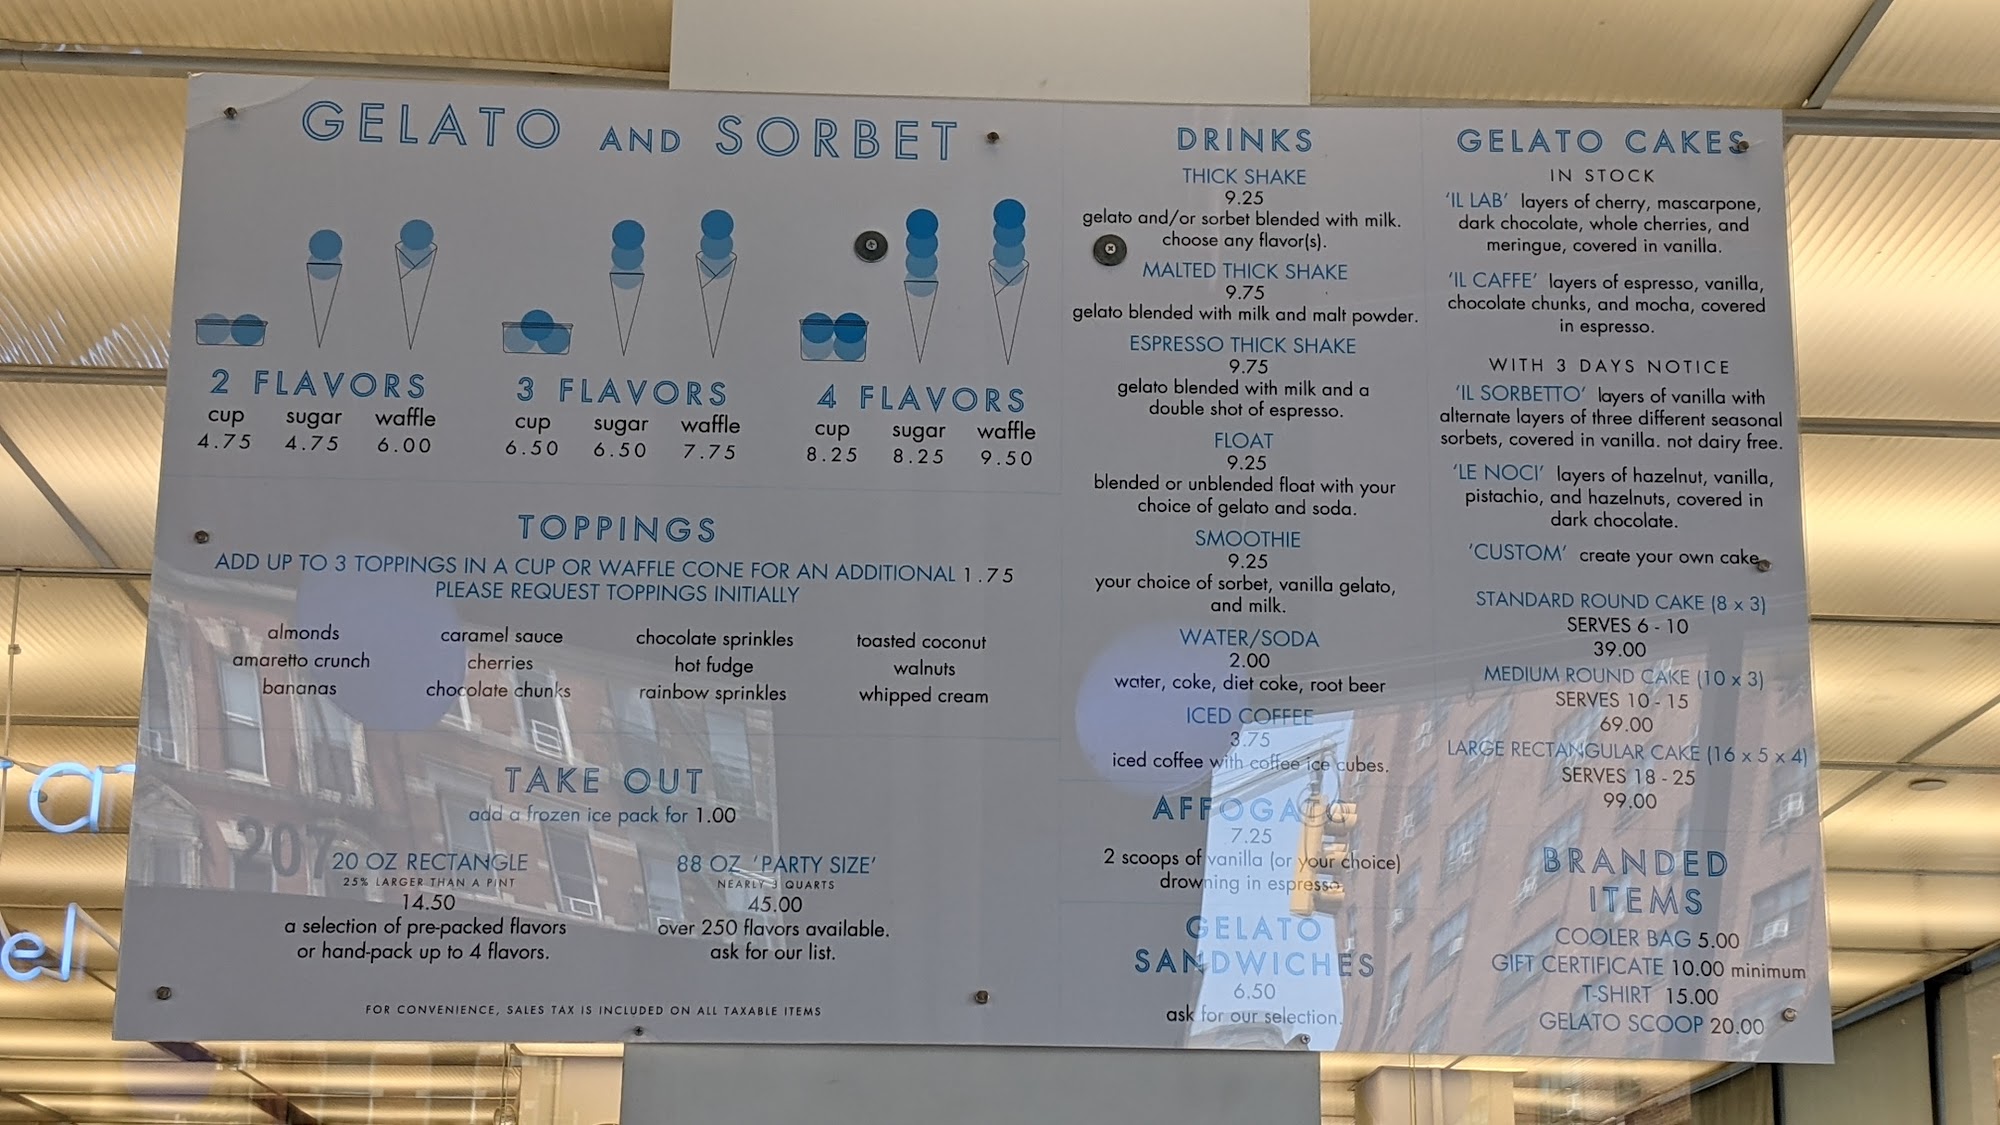 GELATO AND SORBET
2 FLAVORS
cup sugar waffle
4.75 4.75 6.00
3 FLAVORS
cup sugar waffle
6.50 6.50 7.75
4 FLAVORS
cup sugar waffle
8.25 8.25 9.50
TOPPINGS
ADD UP TO 3 TOPPINGS IN A CUP OR WAFFLE CONE FOR AN ADDITIONAL 1.75
PLEASE REQUEST TOPPINGS INITIALLY
almonds caramel sauce chocolate sprinkles toasted coconut
amaretto crunch cherries hot fudge walnuts
bananas chocolate chunks rainbow sprinkles whipped cream
TAKE OUT
add a frozen ice pack for 1.00
20 OZ RECTANGLE
25% LARGER THAN A PINT
14.50
a selection of pre-packed flavors
or hand-pack up to 4 flavors.
88 OZ 'PARTY SIZE'
NEARLY 3 QUARTS
45.00
over 250 flavors available.
ask for our list.
FOR CONVENIENCE, SALES TAX IS INCLUDED ON ALL TAXABLE ITEMS
DRINKS
THICK SHAKE
9.25
gelato and/or sorbet blended with milk.
choose any flavor(s).
MALTED THICK SHAKE
9.75
gelato blended with milk and malt powder.
ESPRESSO THICK SHAKE
9.75
gelato blended with milk and a
double shot of espresso.
FLOAT
9.25
blended or unblended float with your
choice of gelato and soda.
SMOOTHIE
9.25
your choice of sorbet, vanilla gelato,
and milk.
WATER/SODA
2.00
water, coke, diet coke, root beer
ICED COFFEE
3.75
iced coffee with coffee ice cubes.
AFFOGATO
7.25
2 scoops of vanilla (or your choice)
drowning in espresso
GELATO
SANDWICHES
6.50
ask for our selection.
GELATO CAKES
IN STOCK
'IL LAB' layers of cherry, mascarpone,
dark chocolate, whole cherries, and
meringue, covered in vanilla.
'IL CAFFE' layers of espresso, vanilla,
chocolate chunks, and mocha, covered
in espresso.
WITH 3 DAYS NOTICE
'IL SORBETTO' layers of vanilla with
alternate layers of three different seasonal
sorbets, covered in vanilla. not dairy free.
'LE NOCI' layers of hazelnut, vanilla,
pistachio, and hazelnuts, covered in
dark chocolate.
'CUSTOM' create your own cake.
STANDARD ROUND CAKE (8 x 3)
SERVES 6 - 10
39.00
MEDIUM ROUND CAKE (10 x 3)
SERVES 10 - 15
69.00
LARGE RECTANGULAR CAKE (16 x 5 x 4)
SERVES 18 - 25
99.00
BRANDED
ITEMS
COOLER BAG 5.00
GIFT CERTIFICATE 10.00 minimum
T-SHIRT 15.00
GELATO SCOOP 20.00
207